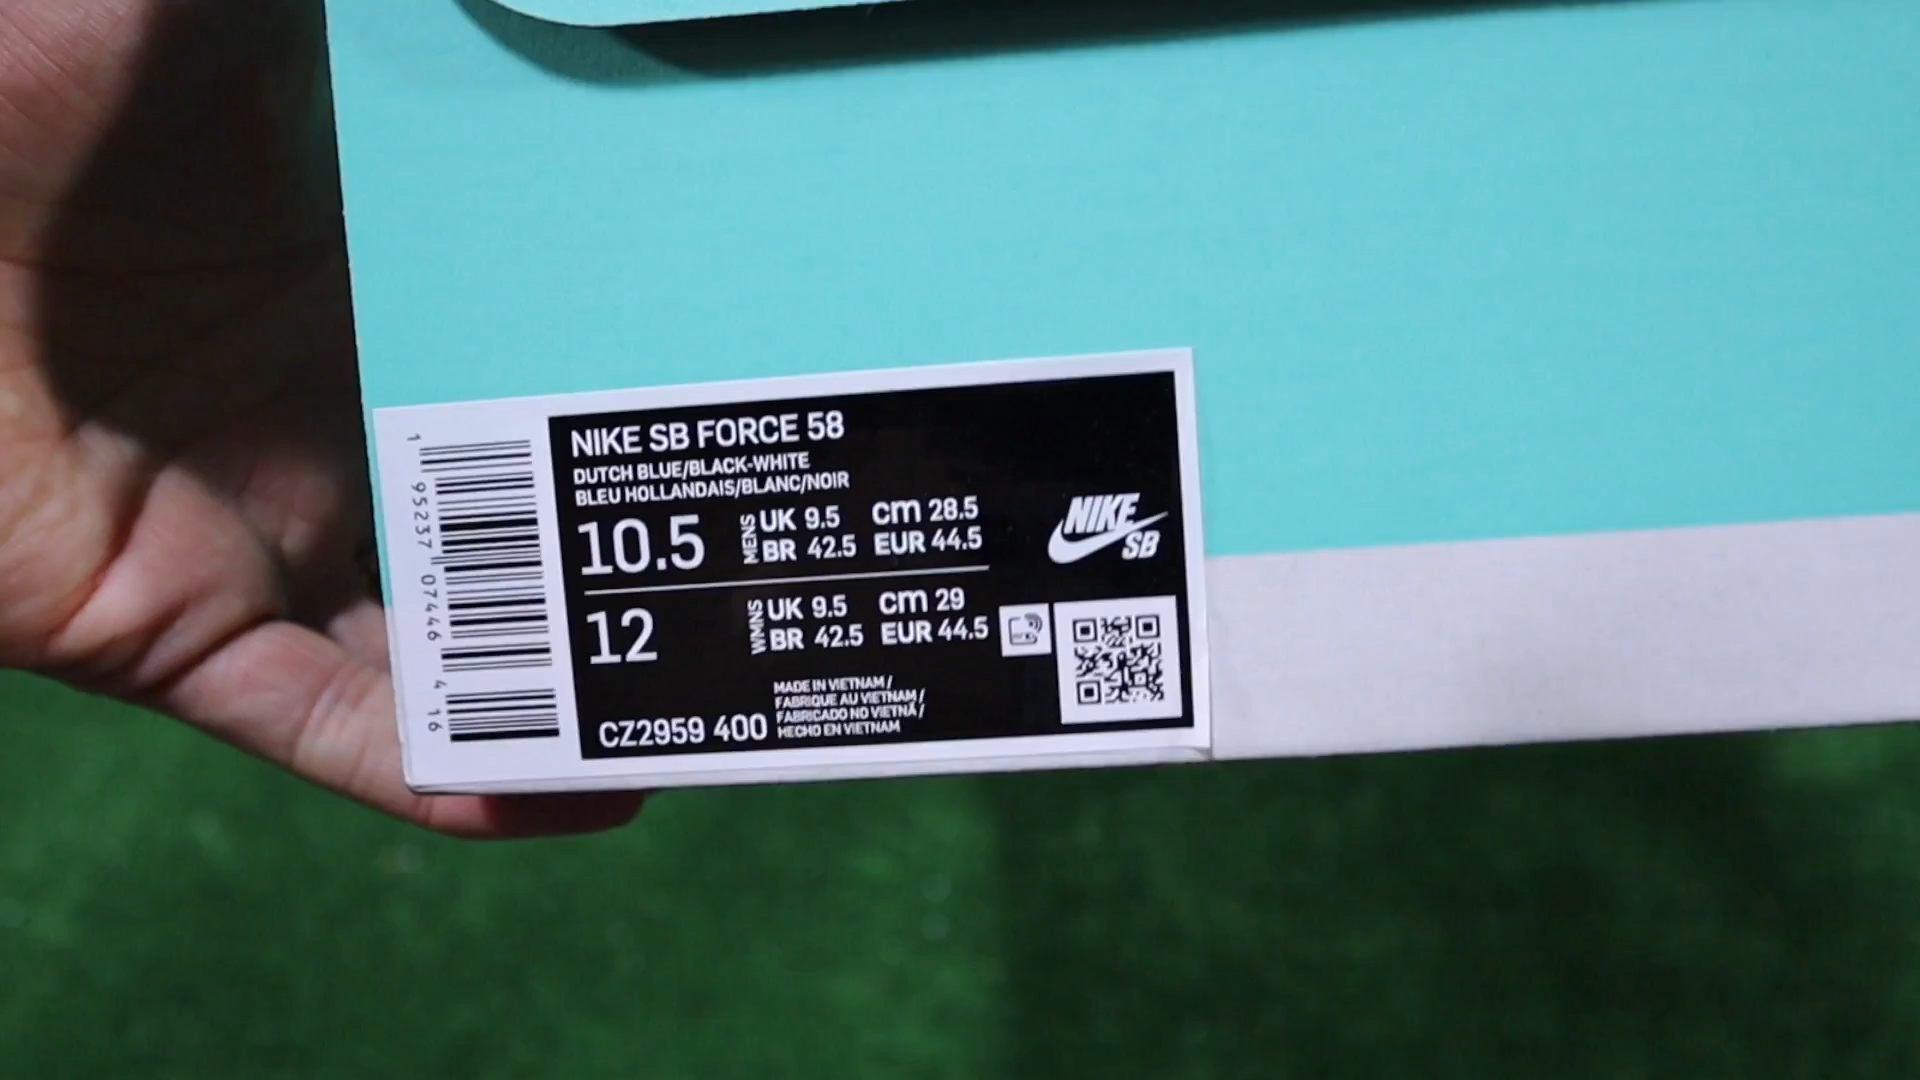 NIKE SB FORCE 58
DUTCH BLUE/BLACK-WHITE
BLEU HOLLANDAIS/BLANC/NOIR
10.5 MENS UK 9.5 cm 28.5
BR 42.5 EUR 44.5
12 WMNS UK 9.5 cm 29
BR 42.5 EUR 44.5
CZ2959 400
MADE IN VIETNAM /
FABRIQUE AU VIETNAM /
FABRICADO NO VIETNÃ /
HECHO EN VIETNAM
NIKE
SB
1 95237 07446 4 16